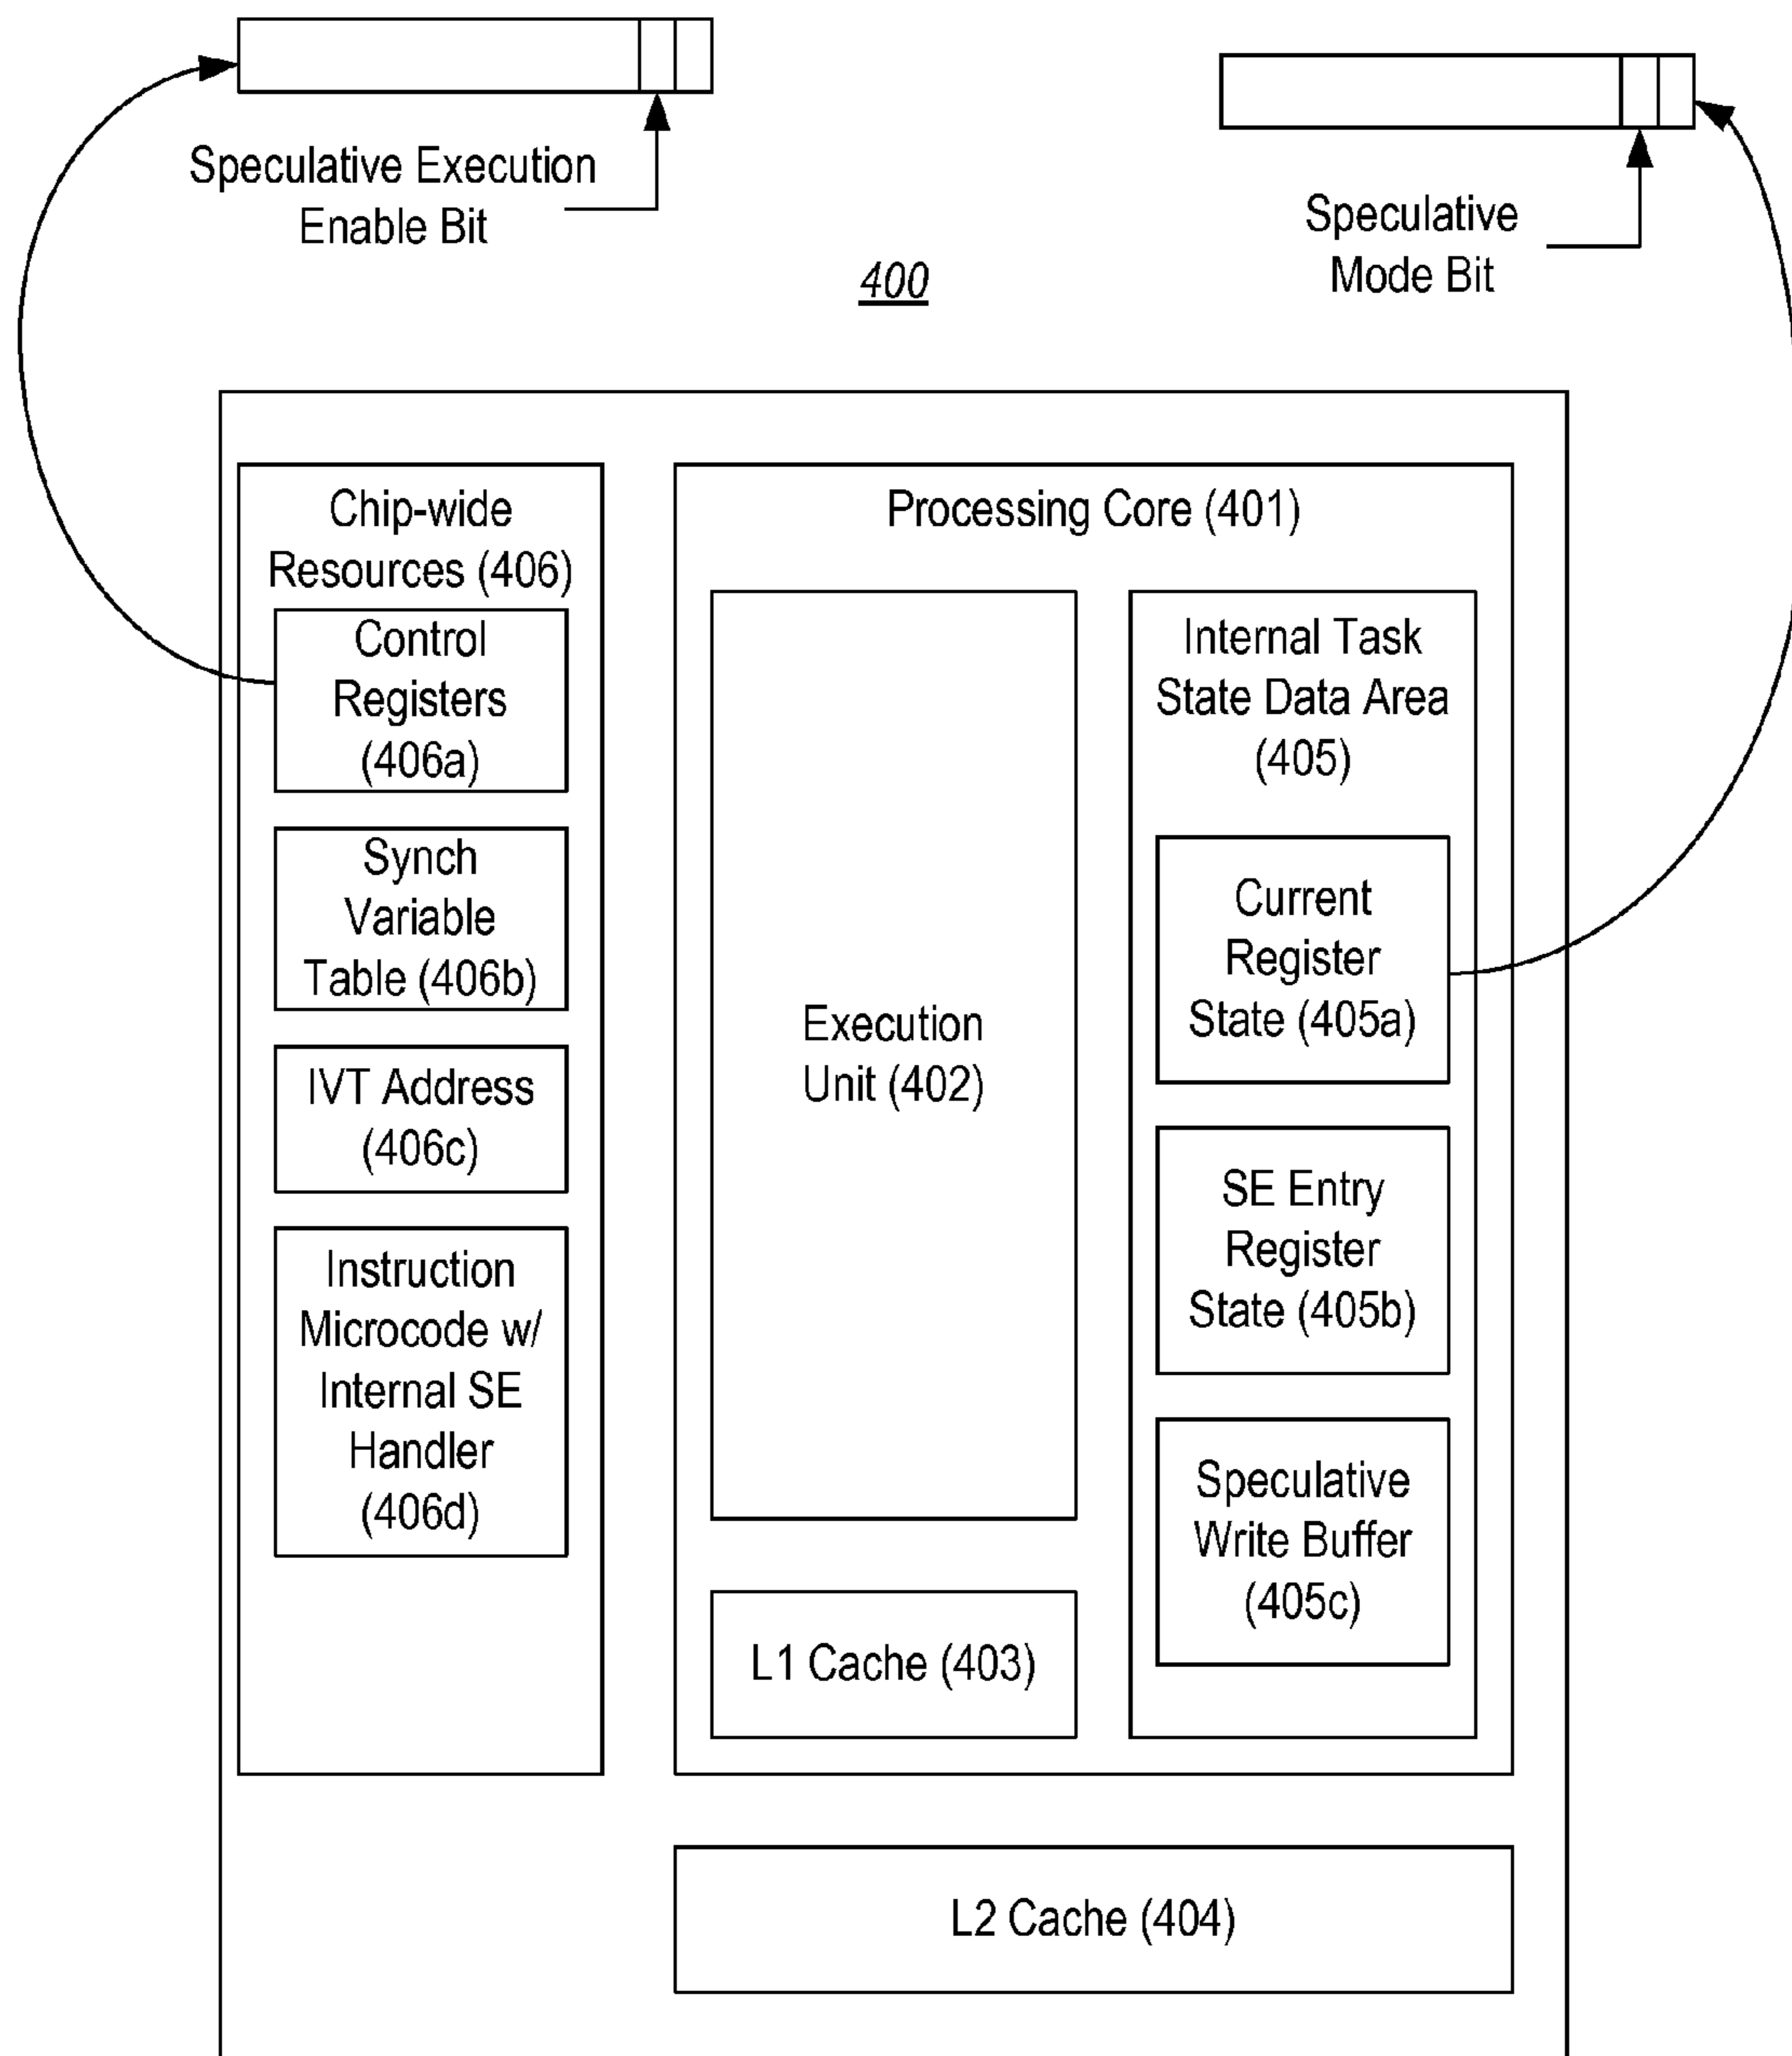 Speculative Execution
Enable Bit
Speculative
Mode Bit
400
Chip-wide
Resources (406)
Control
Registers
(406a)
Synch
Variable
Table (406b)
IVT Address
(406c)
Instruction
Microcode w/
Internal SE
Handler
(406d)
Processing Core (401)
Execution
Unit (402)
L1 Cache (403)
Internal Task
State Data Area
(405)
Current
Register
State (405a)
SE Entry
Register
State (405b)
Speculative
Write Buffer
(405c)
L2 Cache (404)